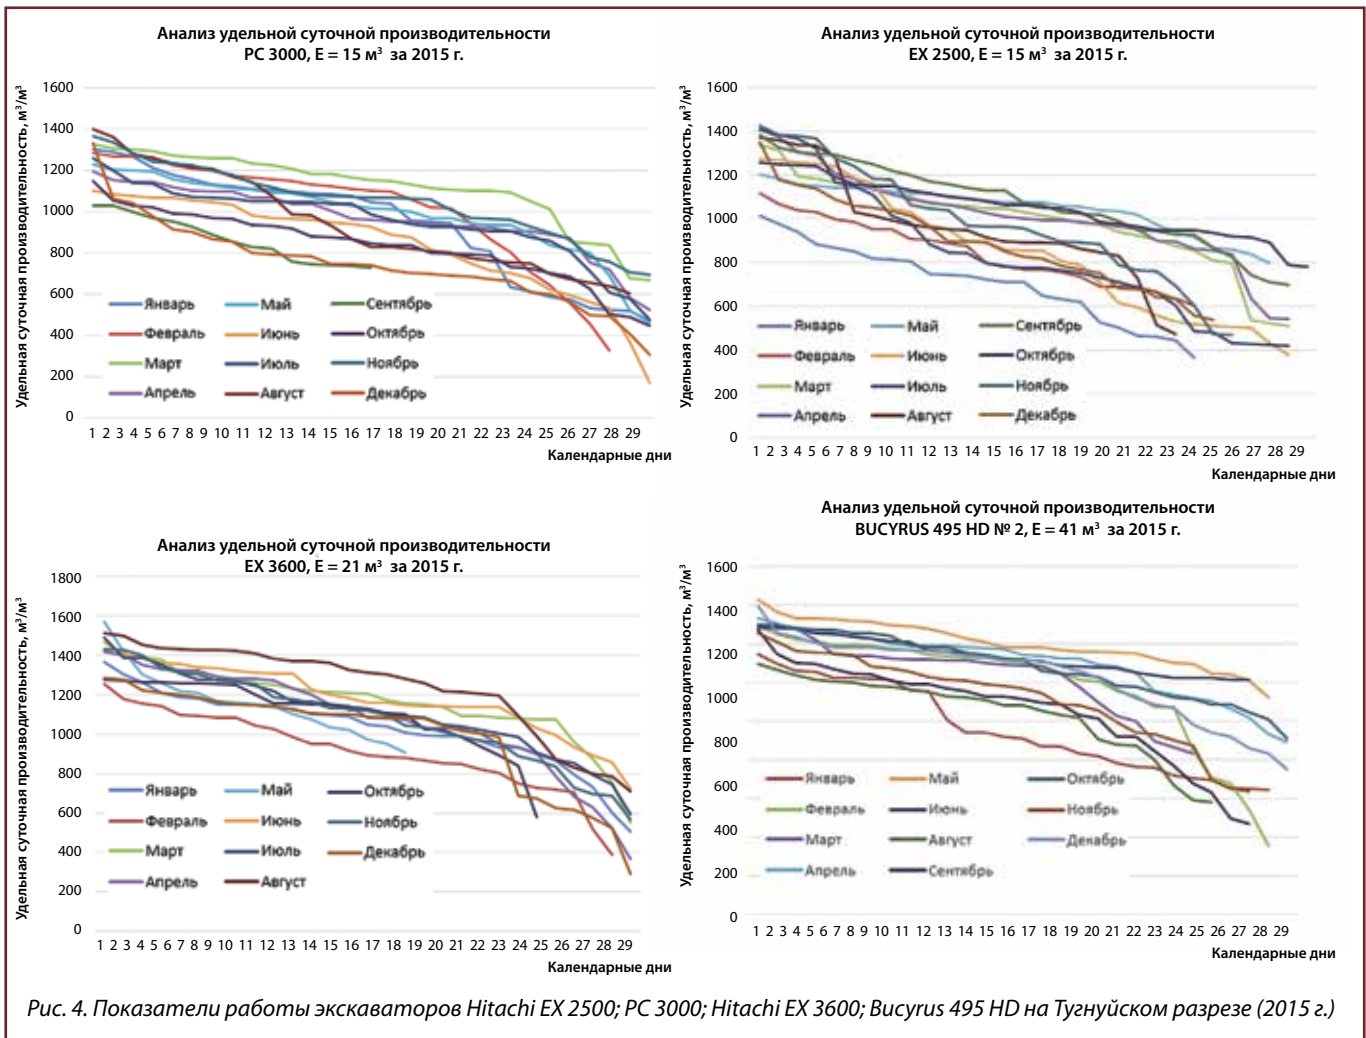 Анализ удельной суточной производительности
PC 3000, E = 15 м³ за 2015 г.
Удельная суточная производительность, м³/м³
1600
1400
1200
1000
800
600
400
200
0
Январь Май Сентябрь
Февраль Июнь Октябрь
Март Июль Ноябрь
Апрель Август Декабрь
1 2 3 4 5 6 7 8 9 10 11 12 13 14 15 16 17 18 19 20 21 22 23 24 25 26 27 28 29
Календарные дни
Анализ удельной суточной производительности
EX 2500, E = 15 м³ за 2015 г.
Удельная суточная производительность, м³/м³
1600
1400
1200
1000
800
600
400
200
0
Январь Май Сентябрь
Февраль Июнь Октябрь
Март Июль Ноябрь
Апрель Август Декабрь
1 2 3 4 5 6 7 8 9 10 11 12 13 14 15 16 17 18 19 20 21 22 23 24 25 26 27 28 29
Календарные дни
Анализ удельной суточной производительности
EX 3600, E = 21 м³ за 2015 г.
Удельная суточная производительность, м³/м³
1800
1600
1400
1200
1000
800
600
400
200
0
Январь Май Октябрь
Февраль Июнь Ноябрь
Март Июль Декабрь
Апрель Август
1 2 3 4 5 6 7 8 9 10 11 12 13 14 15 16 17 18 19 20 21 22 23 24 25 26 27 28 29
Календарные дни
Анализ удельной суточной производительности
BUCYRUS 495 HD № 2, E = 41 м³ за 2015 г.
Удельная суточная производительность, м³/м³
1600
1400
1200
1000
800
600
400
200
0
Январь Май Октябрь
Февраль Июнь Ноябрь
Март Август Декабрь
Апрель Сентябрь
1 2 3 4 5 6 7 8 9 10 11 12 13 14 15 16 17 18 19 20 21 22 23 24 25 26 27 28 29
Календарные дни
Рис. 4. Показатели работы экскаваторов Hitachi EX 2500; PC 3000; Hitachi EX 3600; Bucyrus 495 HD на Тугнуйском разрезе (2015 г.)